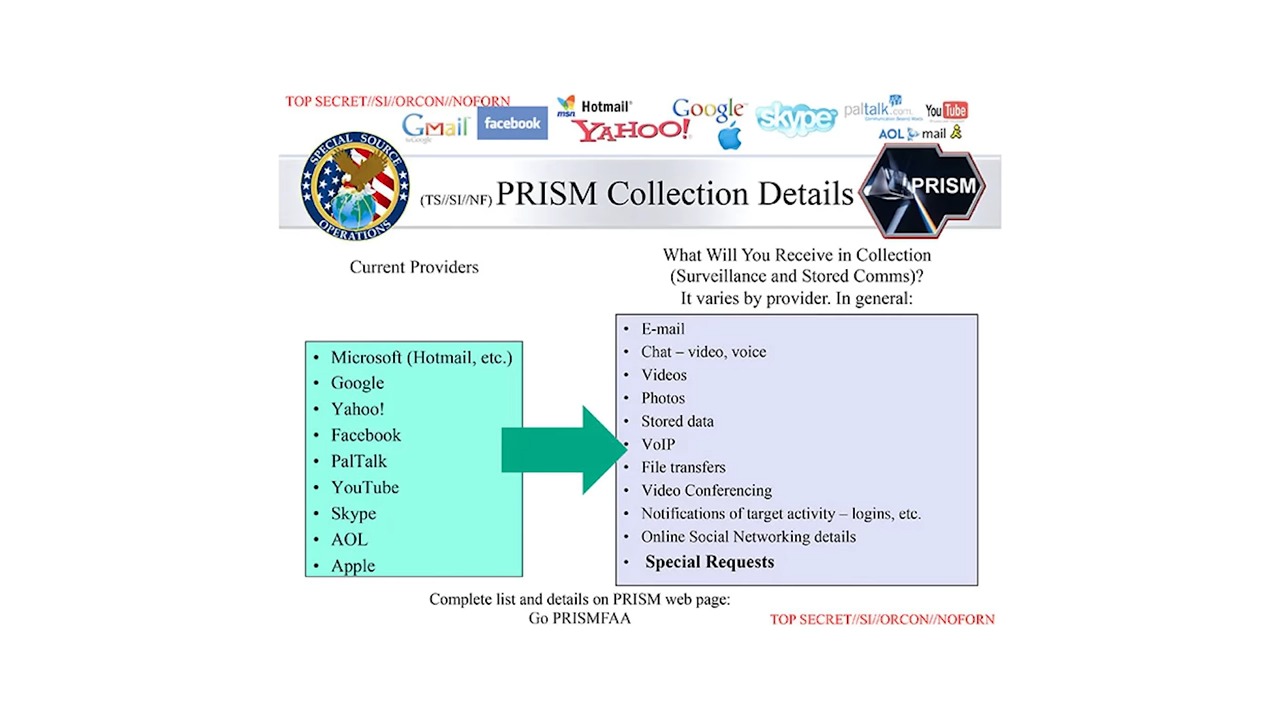 TOP SECRET//SI//ORCON//NOFORN
Gmail
by Google
facebook
msn
Hotmail®
YAHOO!
Google
skype
paltalk.com
YouTube
AOL mail
SPECIAL SOURCE
OPERATIONS
(TS//SI//NF) PRISM Collection Details
PRISM
Current Providers
What Will You Receive in Collection
(Surveillance and Stored Comms)?
It varies by provider. In general:
• Microsoft (Hotmail, etc.)
• Google
• Yahoo!
• Facebook
• PalTalk
• YouTube
• Skype
• AOL
• Apple
• E-mail
• Chat – video, voice
• Videos
• Photos
• Stored data
• VoIP
• File transfers
• Video Conferencing
• Notifications of target activity – logins, etc.
• Online Social Networking details
• Special Requests
Complete list and details on PRISM web page:
Go PRISMFAA
TOP SECRET//SI//ORCON//NOFORN